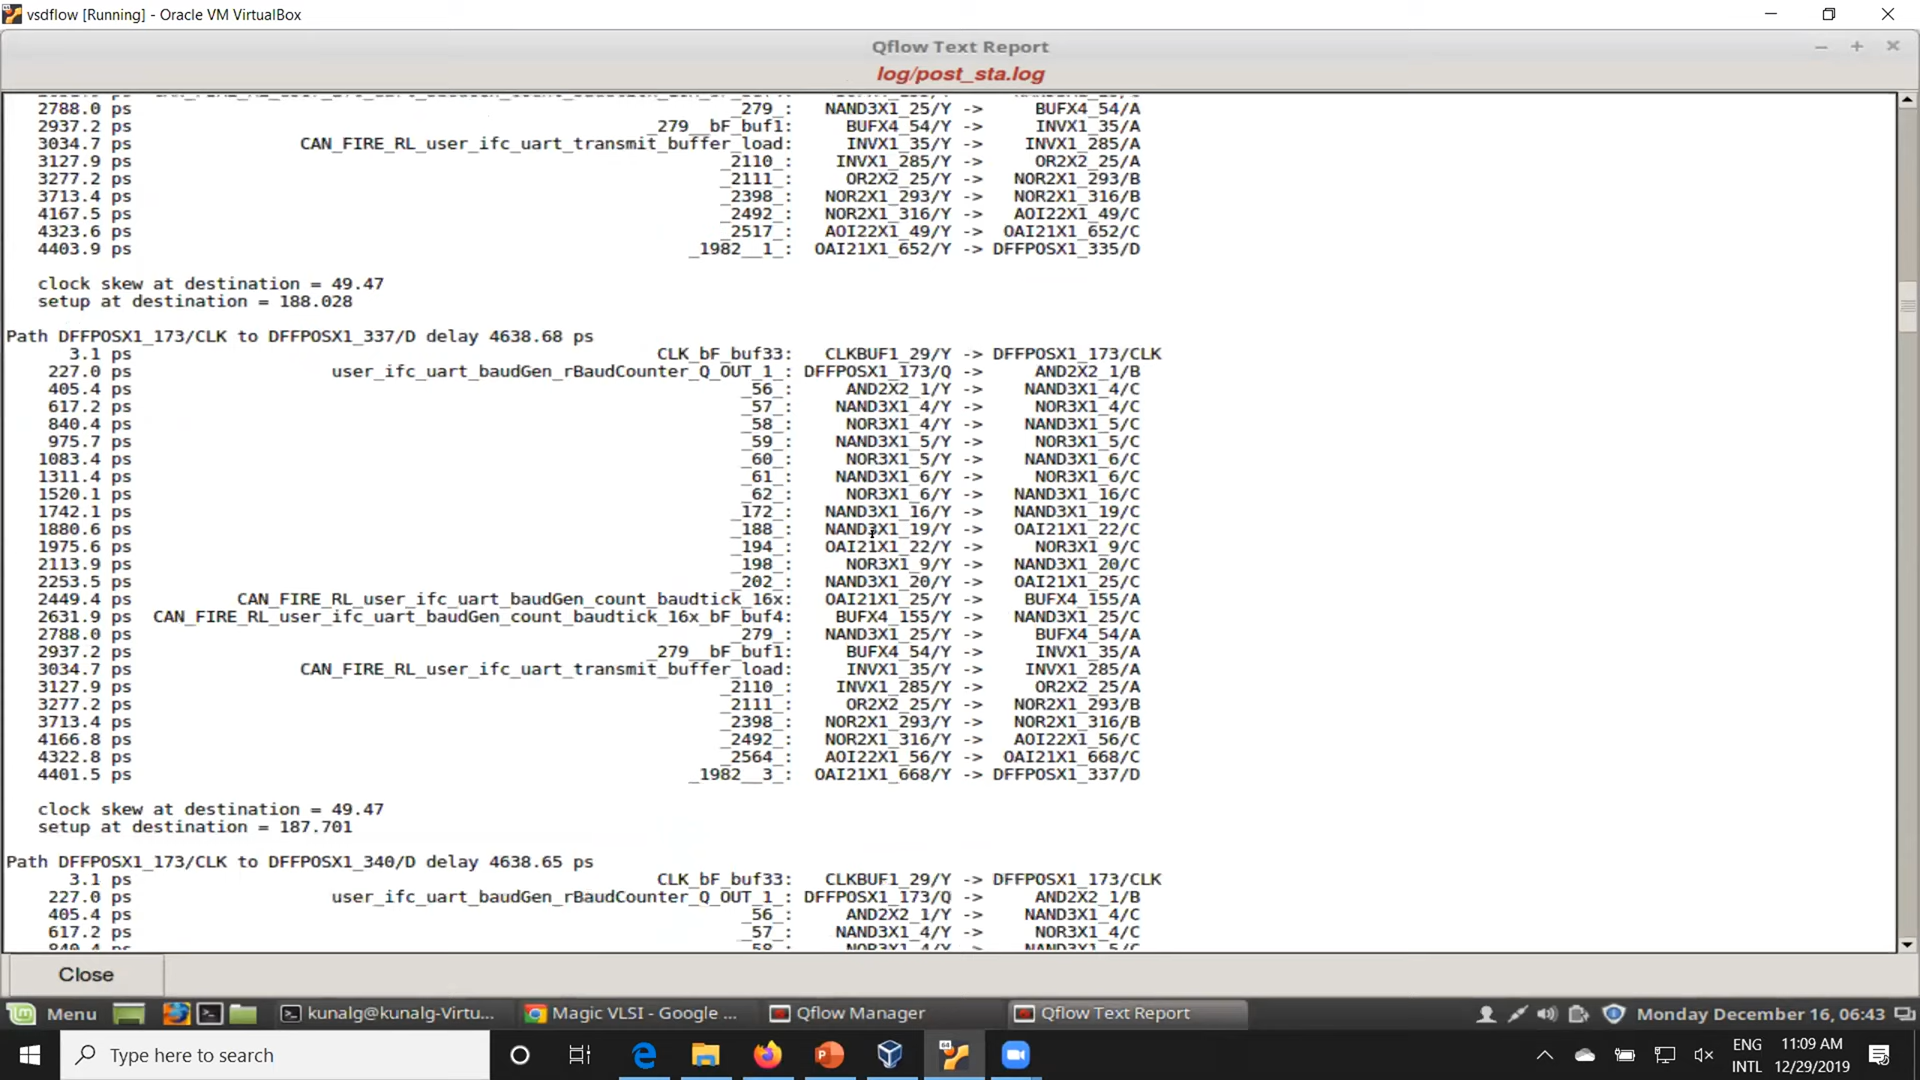 vsdflow [Running] - Oracle VM VirtualBox
Qflow Text Report
log/post_sta.log
2788.0 ps _279_: NAND3X1_25/Y -> BUFX4_54/A
2937.2 ps _279__bF_buf1: BUFX4_54/Y -> INVX1_35/A
3034.7 ps CAN_FIRE_RL_user_ifc_uart_transmit_buffer_load: INVX1_35/Y -> INVX1_285/A
3127.9 ps _2110_: INVX1_285/Y -> OR2X2_25/A
3277.2 ps _2111_: OR2X2_25/Y -> NOR2X1_293/B
3713.4 ps _2398_: NOR2X1_293/Y -> NOR2X1_316/B
4167.5 ps _2492_: NOR2X1_316/Y -> AOI22X1_49/C
4323.6 ps _2517_: AOI22X1_49/Y -> OAI21X1_652/C
4403.9 ps _1982__1_: OAI21X1_652/Y -> DFFPOSX1_335/D
clock skew at destination = 49.47
setup at destination = 188.028
Path DFFPOSX1_173/CLK to DFFPOSX1_337/D delay 4638.68 ps
3.1 ps CLK_bF_buf33: CLKBUF1_29/Y -> DFFPOSX1_173/CLK
227.0 ps user_ifc_uart_baudGen_rBaudCounter_Q_OUT_1_: DFFPOSX1_173/Q -> AND2X2_1/B
405.4 ps _56_: AND2X2_1/Y -> NAND3X1_4/C
617.2 ps _57_: NAND3X1_4/Y -> NOR3X1_4/C
840.4 ps _58_: NOR3X1_4/Y -> NAND3X1_5/C
975.7 ps _59_: NAND3X1_5/Y -> NOR3X1_5/C
1083.4 ps _60_: NOR3X1_5/Y -> NAND3X1_6/C
1311.4 ps _61_: NAND3X1_6/Y -> NOR3X1_6/C
1520.1 ps _62_: NOR3X1_6/Y -> NAND3X1_16/C
1742.1 ps _172_: NAND3X1_16/Y -> NAND3X1_19/C
1880.6 ps _188_: NAND3X1_19/Y -> OAI21X1_22/C
1975.6 ps _194_: OAI21X1_22/Y -> NOR3X1_9/C
2113.9 ps _198_: NOR3X1_9/Y -> NAND3X1_20/C
2253.5 ps _202_: NAND3X1_20/Y -> OAI21X1_25/C
2449.4 ps CAN_FIRE_RL_user_ifc_uart_baudGen_count_baudtick_16x: OAI21X1_25/Y -> BUFX4_155/A
2631.9 ps CAN_FIRE_RL_user_ifc_uart_baudGen_count_baudtick_16x_bF_buf4: BUFX4_155/Y -> NAND3X1_25/C
2788.0 ps _279_: NAND3X1_25/Y -> BUFX4_54/A
2937.2 ps _279__bF_buf1: BUFX4_54/Y -> INVX1_35/A
3034.7 ps CAN_FIRE_RL_user_ifc_uart_transmit_buffer_load: INVX1_35/Y -> INVX1_285/A
3127.9 ps _2110_: INVX1_285/Y -> OR2X2_25/A
3277.2 ps _2111_: OR2X2_25/Y -> NOR2X1_293/B
3713.4 ps _2398_: NOR2X1_293/Y -> NOR2X1_316/B
4166.8 ps _2492_: NOR2X1_316/Y -> AOI22X1_56/C
4322.8 ps _2564_: AOI22X1_56/Y -> OAI21X1_668/C
4401.5 ps _1982__3_: OAI21X1_668/Y -> DFFPOSX1_337/D
clock skew at destination = 49.47
setup at destination = 187.701
Path DFFPOSX1_173/CLK to DFFPOSX1_340/D delay 4638.65 ps
3.1 ps CLK_bF_buf33: CLKBUF1_29/Y -> DFFPOSX1_173/CLK
227.0 ps user_ifc_uart_baudGen_rBaudCounter_Q_OUT_1_: DFFPOSX1_173/Q -> AND2X2_1/B
405.4 ps _56_: AND2X2_1/Y -> NAND3X1_4/C
617.2 ps _57_: NAND3X1_4/Y -> NOR3X1_4/C
840.4 ps _58_: NOR3X1_4/Y -> NAND3X1_5/C
Close
Menu kunalg@kunalg-Virtu... Magic VLSI - Google ... Qflow Manager Qflow Text Report Monday December 16, 06:43
Type here to search ENG 11:09 AM
INTL 12/29/2019